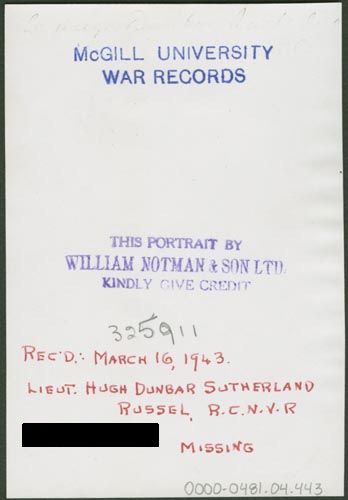 McGILL UNIVERSITY
WAR RECORDS
THIS PORTRAIT BY
WILLIAM NOTMAN & SON LTD.
KINDLY GIVE CREDIT
325911
REC'D.: MARCH 16, 1943.
LIEUT. HUGH DUNBAR SUTHERLAND
RUSSEL, R.C.N.V.R
MISSING
0000-0481.04.443